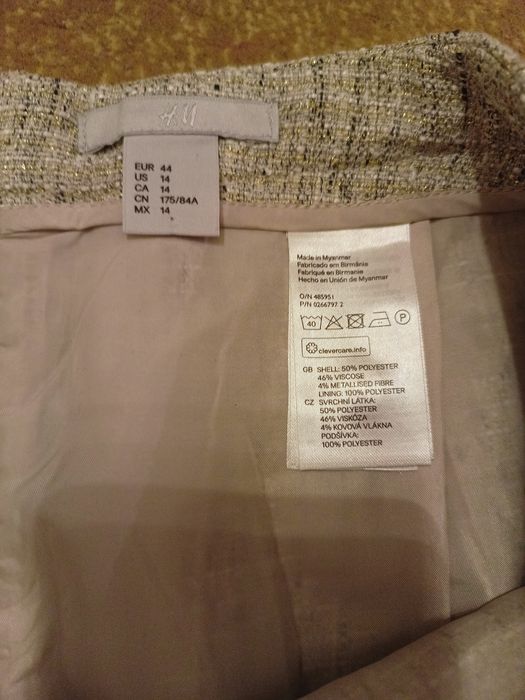 H&M
EUR 44
US 14
CA 14
CN 175/84A
MX 14
Made in Myanmar
Fabricado em Birmânia
Fabriqué en Birmanie
Hecho en Unión de Myanmar
O/N 485951
P/N 0266797.2
40
P
clevercare.info
GB SHELL: 50% POLYESTER
46% VISCOSE
4% METALLISED FIBRE
LINING: 100% POLYESTER
CZ SVRCHNÍ LÁTKA:
50% POLYESTER
46% VISKÓZA
4% KOVOVÁ VLÁKNA
PODŠÍVKA:
100% POLYESTER